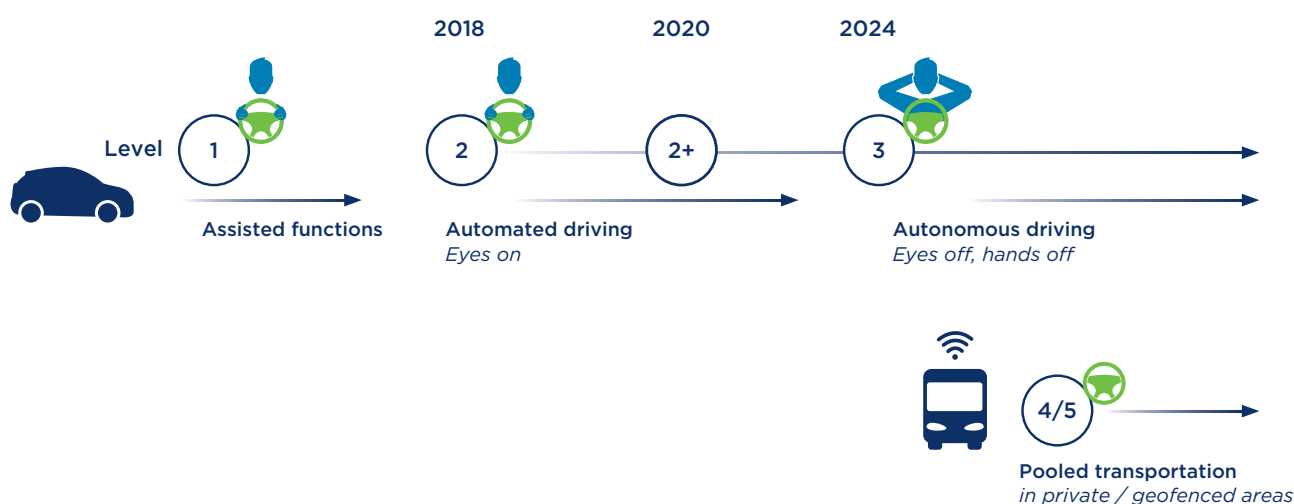 2018
2020
2024
Level
1
2
2+
3
Assisted functions
Automated driving
Eyes on
Autonomous driving
Eyes off, hands off
4/5
Pooled transportation
in private / geofenced areas